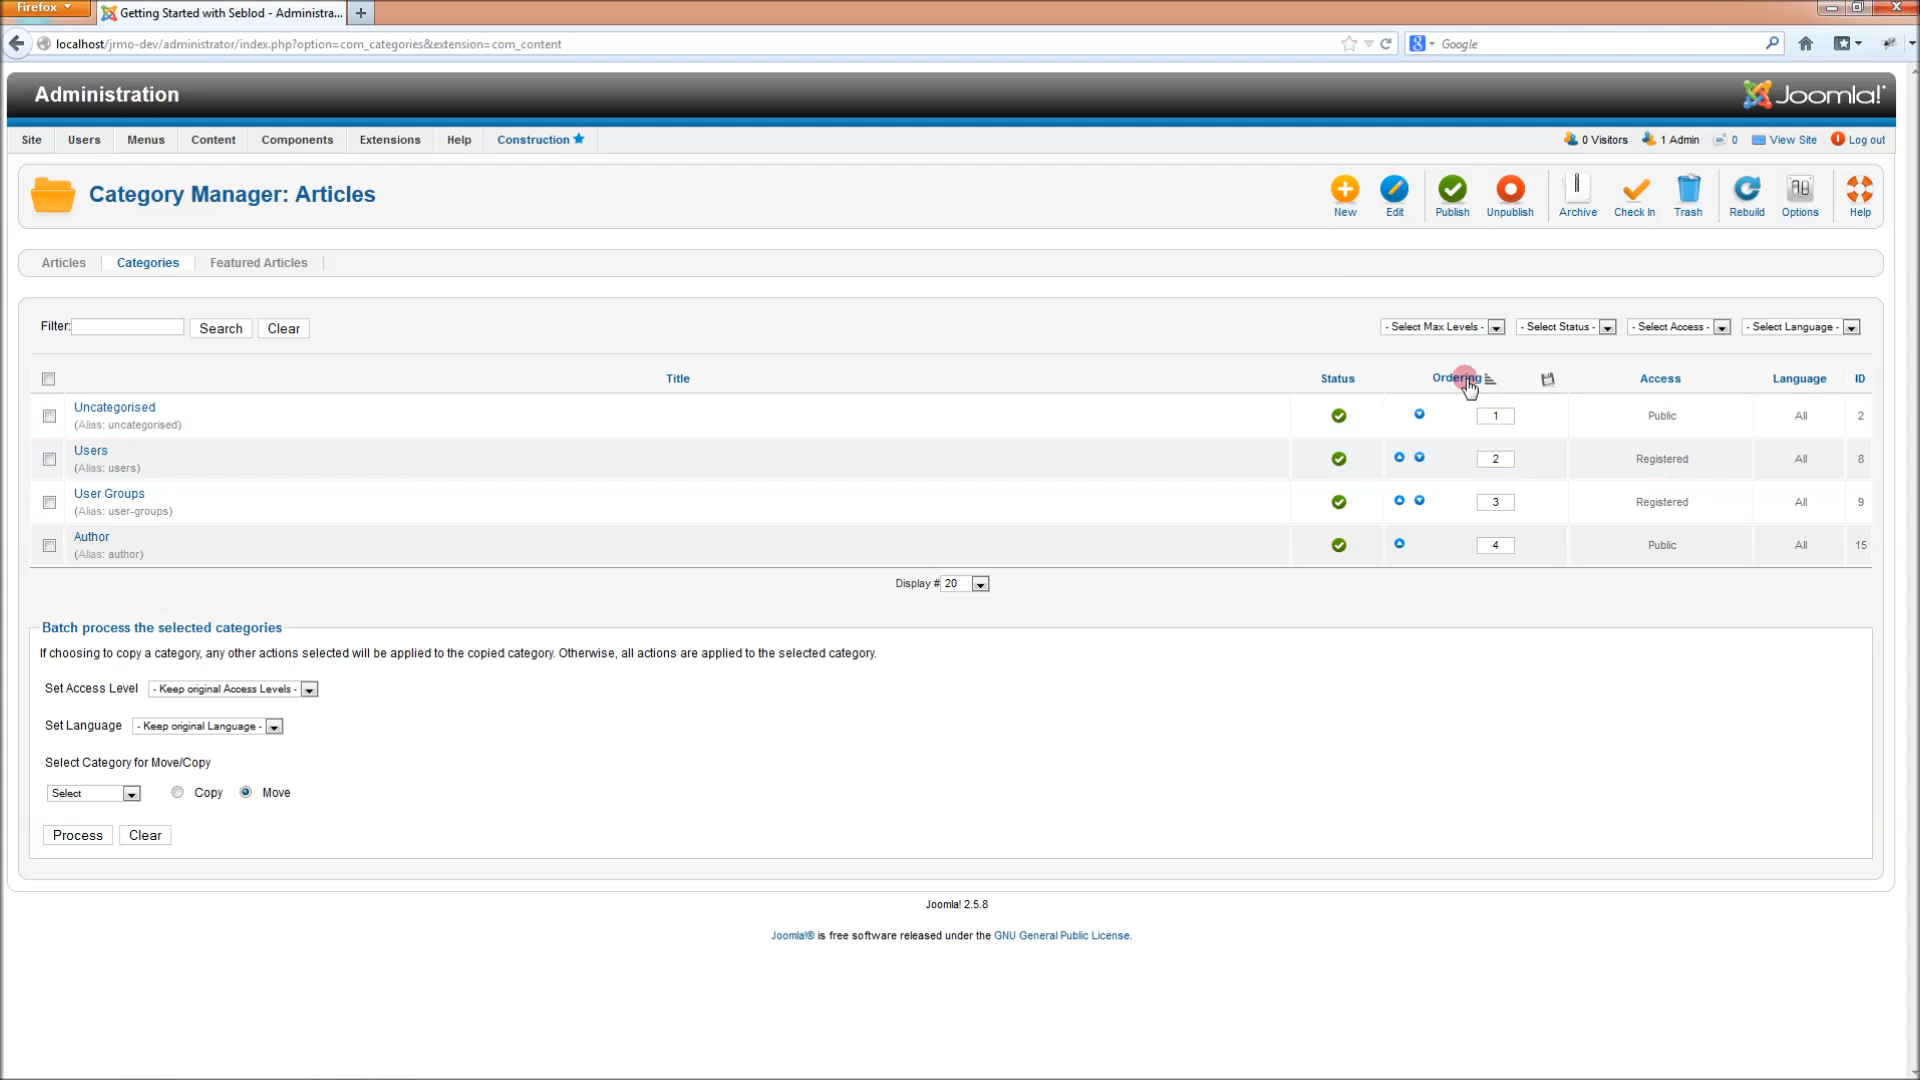 Firefox
Getting Started with Seblod - Administra...
localhost/jrmo-dev/administrator/index.php?option=com_categories&extension=com_content
Google
Administration
Joomla!®
Site Users Menus Content Components Extensions Help Construction
0 Visitors 1 Admin 0 View Site Log out
Category Manager: Articles
New Edit Publish Unpublish Archive Check In Trash Rebuild Options Help
Articles Categories Featured Articles
Filter: Search Clear
- Select Max Levels - - Select Status - - Select Access - - Select Language -
Title Status Ordering Access Language ID
Uncategorised
(Alias: uncategorised)
1 Public All 2
Users
(Alias: users)
2 Registered All 8
User Groups
(Alias: user-groups)
3 Registered All 9
Author
(Alias: author)
4 Public All 15
Display # 20
Batch process the selected categories
If choosing to copy a category, any other actions selected will be applied to the copied category. Otherwise, all actions are applied to the selected category.
Set Access Level - Keep original Access Levels -
Set Language - Keep original Language -
Select Category for Move/Copy
Select Copy Move
Process Clear
Joomla! 2.5.8
Joomla!® is free software released under the GNU General Public License.